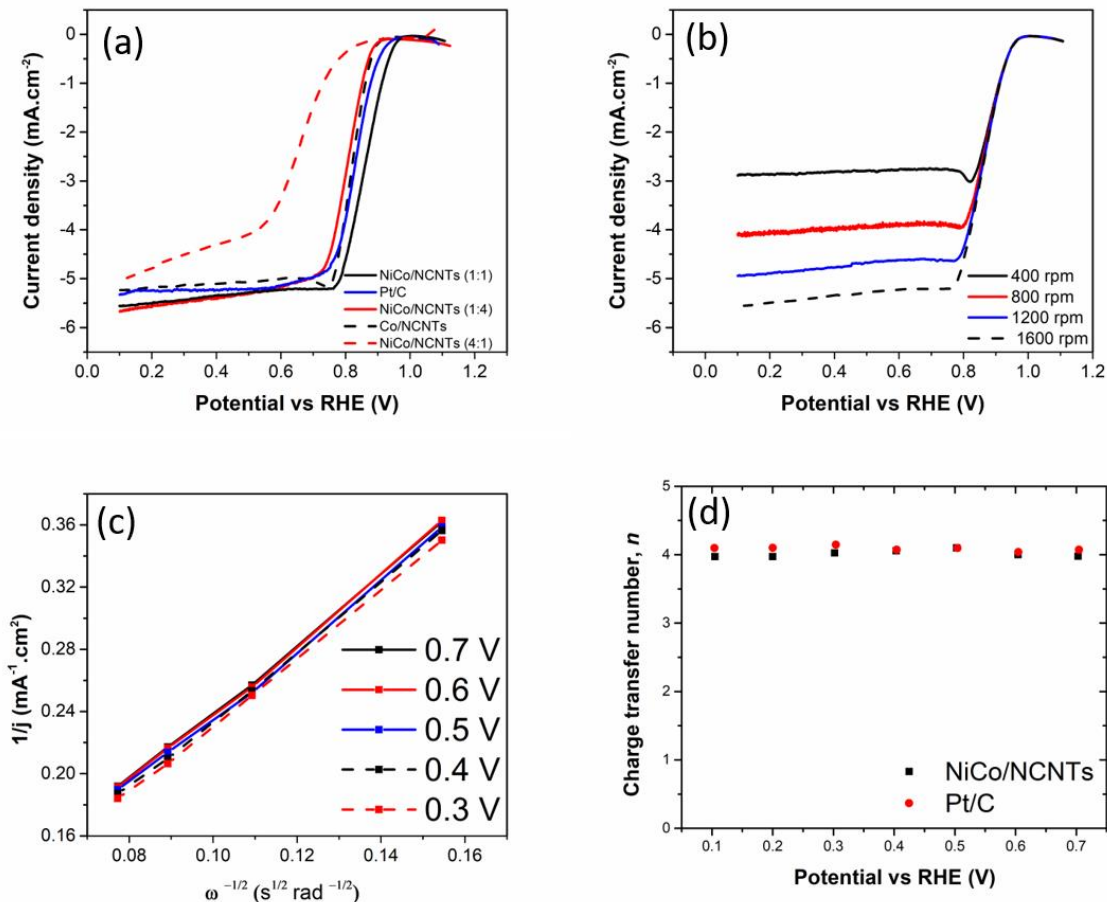 (a)
Current density (mA.cm⁻²)
0
-1
-2
-3
-4
-5
-6
0.0 0.2 0.4 0.6 0.8 1.0 1.2
Potential vs RHE (V)
NiCo/NCNTs (1:1)
Pt/C
NiCo/NCNTs (1:4)
Co/NCNTs
NiCo/NCNTs (4:1)
(b)
Current density (mA.cm⁻²)
0
-1
-2
-3
-4
-5
-6
0.0 0.2 0.4 0.6 0.8 1.0 1.2
Potential vs RHE (V)
400 rpm
800 rpm
1200 rpm
1600 rpm
(c)
1/j (mA⁻¹.cm²)
0.36
0.32
0.28
0.24
0.20
0.16
0.08 0.10 0.12 0.14 0.16
ω ⁻¹/² (s¹/² rad ⁻¹/²)
0.7 V
0.6 V
0.5 V
0.4 V
0.3 V
(d)
Charge transfer number, n
5
4
3
2
1
0
0.1 0.2 0.3 0.4 0.5 0.6 0.7
Potential vs RHE (V)
NiCo/NCNTs
Pt/C